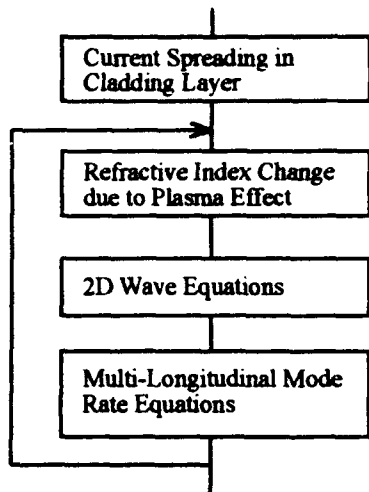 Current Spreading in
Cladding Layer
Refractive Index Change
due to Plasma Effect
2D Wave Equations
Multi-Longitudinal Mode
Rate Equations